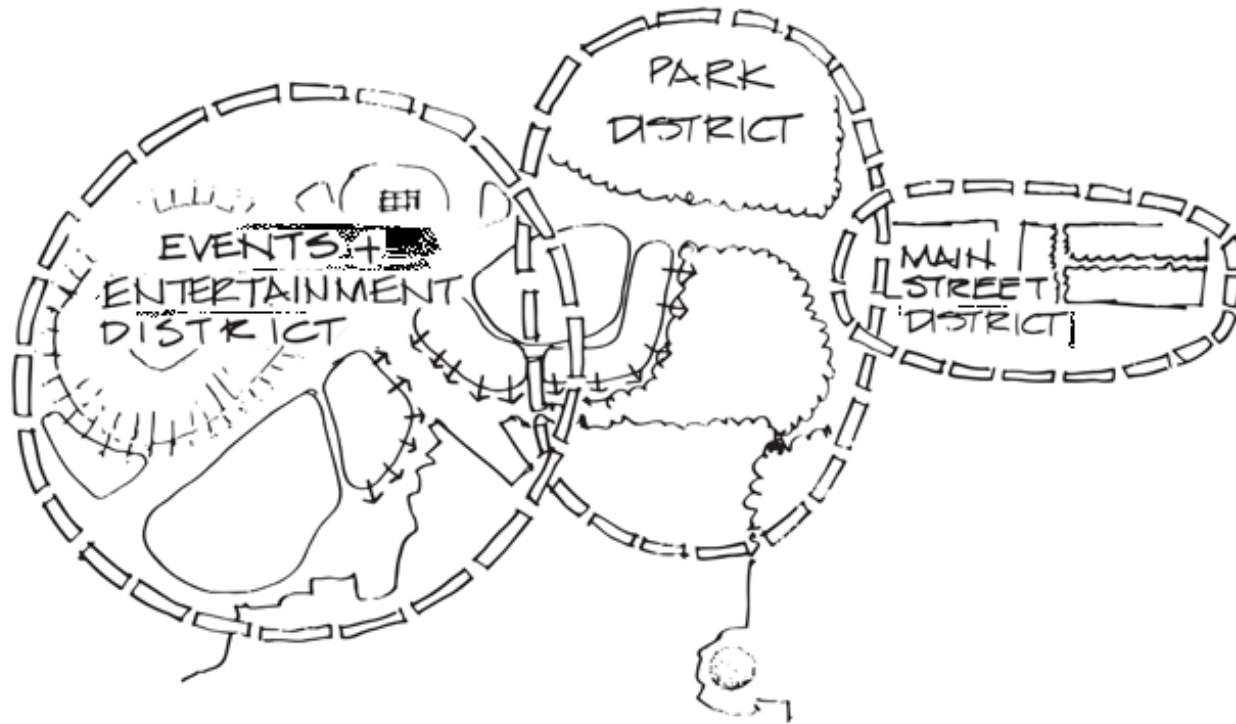 PARK
DISTRICT
EVENTS +
ENTERTAINMENT
DISTRICT
MAIN
STREET
DISTRICT